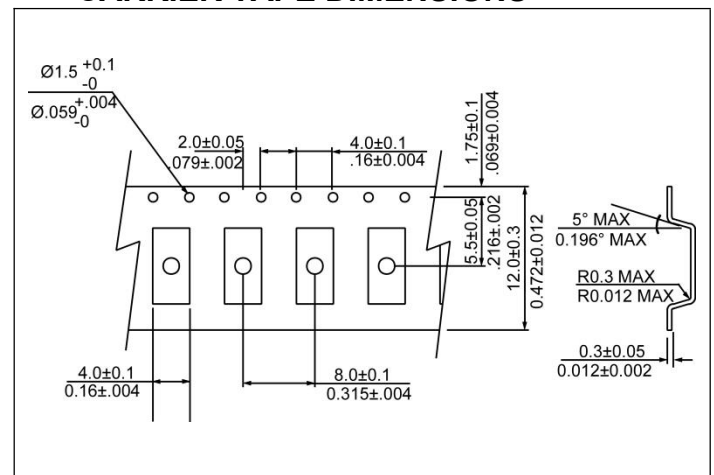 CARRIER TAPE DIMENSIONS
Ø1.5 +0.1
-0
Ø.059 +.004
-0
2.0±0.05
.079±.002
4.0±0.1
.16±0.004
1.75±0.1
.069±0.004
5.5±0.05
.216±.002
12.0±0.3
0.472±0.012
5° MAX
0.196° MAX
R0.3 MAX
R0.012 MAX
0.3±0.05
0.012±0.002
4.0±0.1
0.16±.004
8.0±0.1
0.315±.004